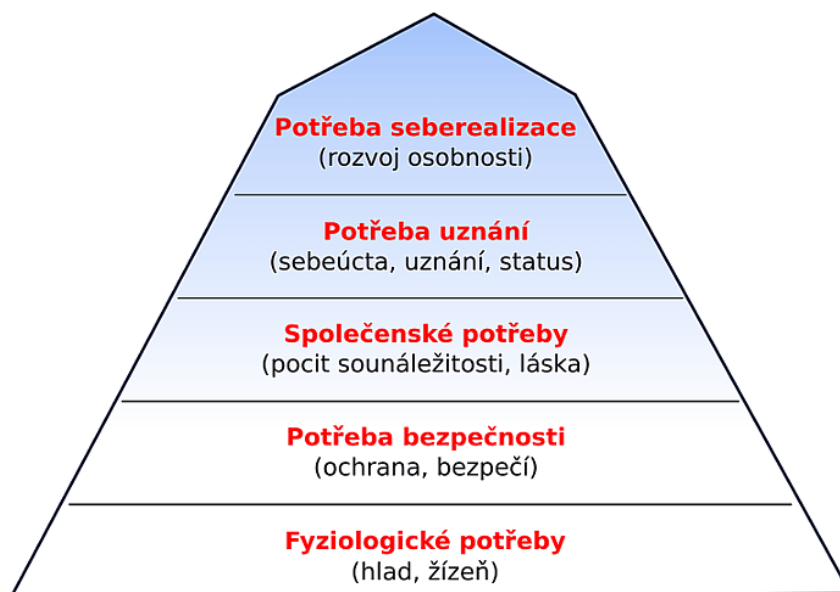 Potřeba seberealizace
(rozvoj osobnosti)
Potřeba uznání
(sebeúcta, uznání, status)
Společenské potřeby
(pocit sounáležitosti, láska)
Potřeba bezpečnosti
(ochrana, bezpečí)
Fyziologické potřeby
(hlad, žízeň)